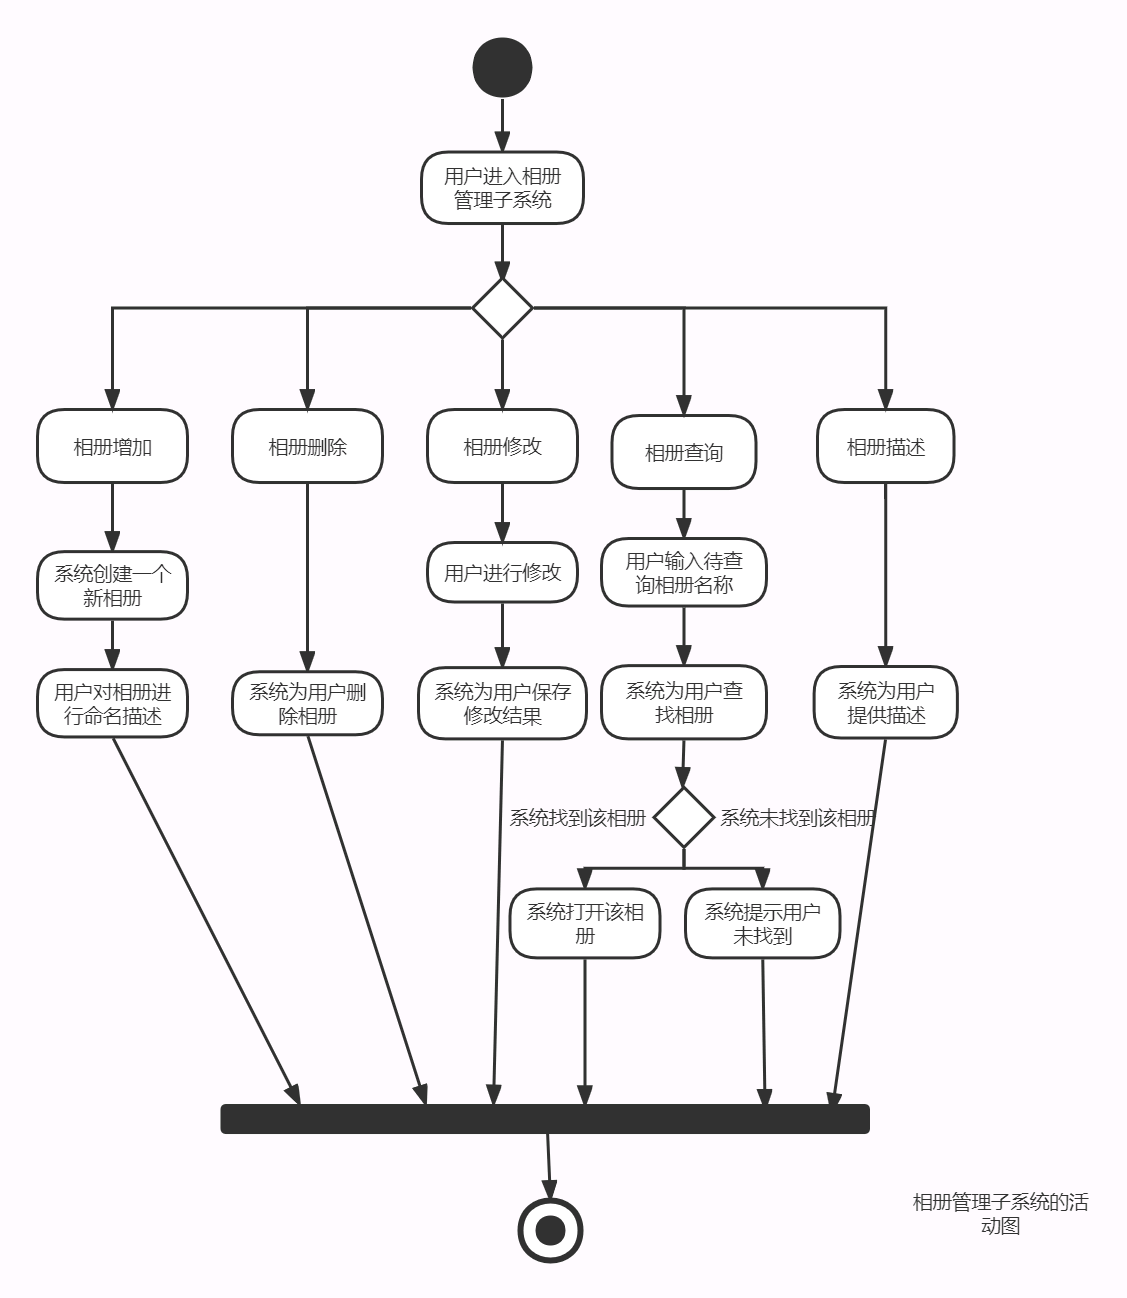 用户进入相册
管理子系统
相册增加
相册删除
相册修改
相册查询
相册描述
系统创建一个
新相册
用户进行修改
用户输入待查
询相册名称
用户对相册进
行命名描述
系统为用户删
除相册
系统为用户保存
修改结果
系统为用户查
找相册
系统为用户
提供描述
系统找到该相册
系统未找到该相册
系统打开该相
册
系统提示用户
未找到
相册管理子系统的活
动图